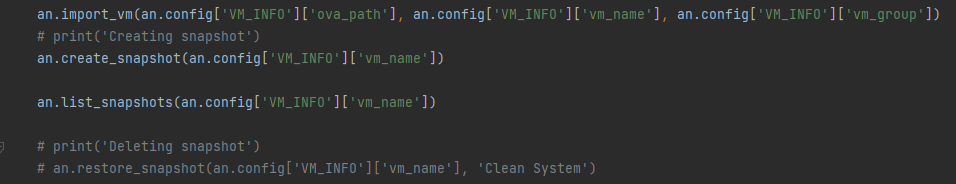 an.import_vm(an.config['VM_INFO']['ova_path'], an.config['VM_INFO']['vm_name'], an.config['VM_INFO']['vm_group'])
# print('Creating snapshot')
an.create_snapshot(an.config['VM_INFO']['vm_name'])
an.list_snapshots(an.config['VM_INFO']['vm_name'])
# print('Deleting snapshot')
# an.restore_snapshot(an.config['VM_INFO']['vm_name'], 'Clean System')